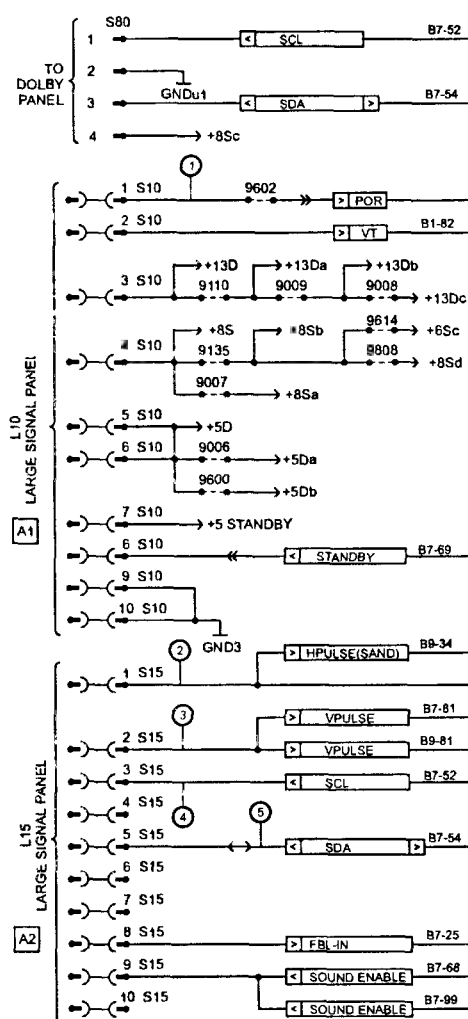 S80
1 < SCL B7-52
TO DOLBY PANEL
2
GNDu1
3 < SDA > B7-54
4 +8Sc
1
1 S10 9602 > POR
2 S10 > VT B1-82
+13D +13Da +13Db
3 S10 9110 9009 9008 +13Dc
+8S 8Sb 9614 +6Sc
S10 9135 9808 +8Sd
9007 +8Sa
L10
LARGE SIGNAL PANEL
A1
5 S10 +5D
6 S10 9006 +5Da
9600 +5Db
7 S10 +5 STANDBY
6 S10 < STANDBY B7-69
9 S10
10 S10
GND3
2 > HPULSE(SAND) B9-34
1 S15
3 > VPULSE B7-81
2 S15 > VPULSE B9-81
3 S15 < SCL B7-52
4 S15 4
5
5 S15 < SDA > B7-54
L15
LARGE SIGNAL PANEL
A2
6 S15
7 S15
8 S15 > FBL-IN B7-25
9 S15 < SOUND ENABLE B7-68
10 S15 < SOUND ENABLE B7-99